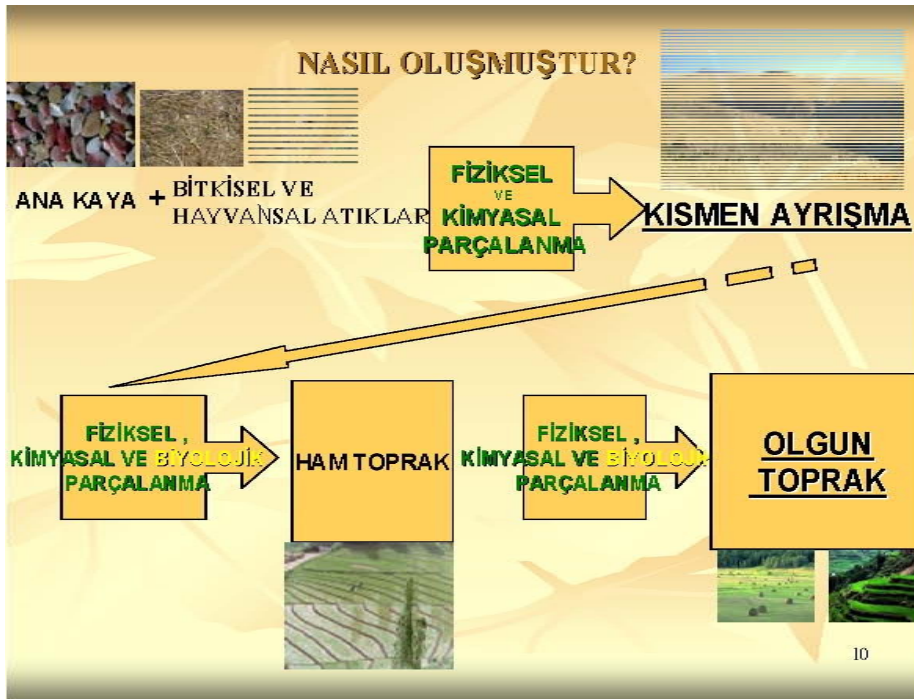 NASIL OLUŞMUŞTUR?
ANA KAYA + BİTKİSEL VE
HAYVANSAL ATIKLAR
FİZİKSEL
VE
KİMYASAL
PARÇALANMA
KISMEN AYRIŞMA
FİZİKSEL ,
KİMYASAL VE BİYOLOJİK
PARÇALANMA
HAM TOPRAK
FİZİKSEL ,
KİMYASAL VE BİYOLOJİK
PARÇALANMA
OLGUN
TOPRAK
10